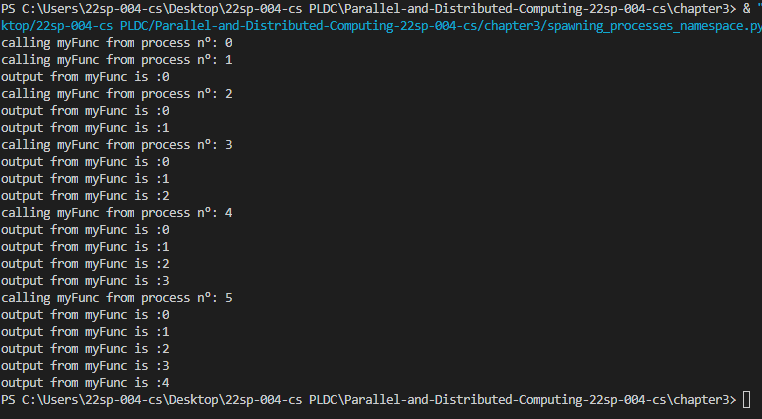 PS C:\Users\22sp-004-cs\Desktop\22sp-004-cs PLDC\Parallel-and-Distributed-Computing-22sp-004-cs\chapter3> & "
ktop/22sp-004-cs PLDC/Parallel-and-Distributed-Computing-22sp-004-cs/chapter3/spawning_processes_namespace.py
calling myFunc from process n°: 0
calling myFunc from process n°: 1
output from myFunc is :0
calling myFunc from process n°: 2
output from myFunc is :0
output from myFunc is :1
calling myFunc from process n°: 3
output from myFunc is :0
output from myFunc is :1
output from myFunc is :2
calling myFunc from process n°: 4
output from myFunc is :0
output from myFunc is :1
output from myFunc is :2
output from myFunc is :3
calling myFunc from process n°: 5
output from myFunc is :0
output from myFunc is :1
output from myFunc is :2
output from myFunc is :3
output from myFunc is :4
PS C:\Users\22sp-004-cs\Desktop\22sp-004-cs PLDC\Parallel-and-Distributed-Computing-22sp-004-cs\chapter3>